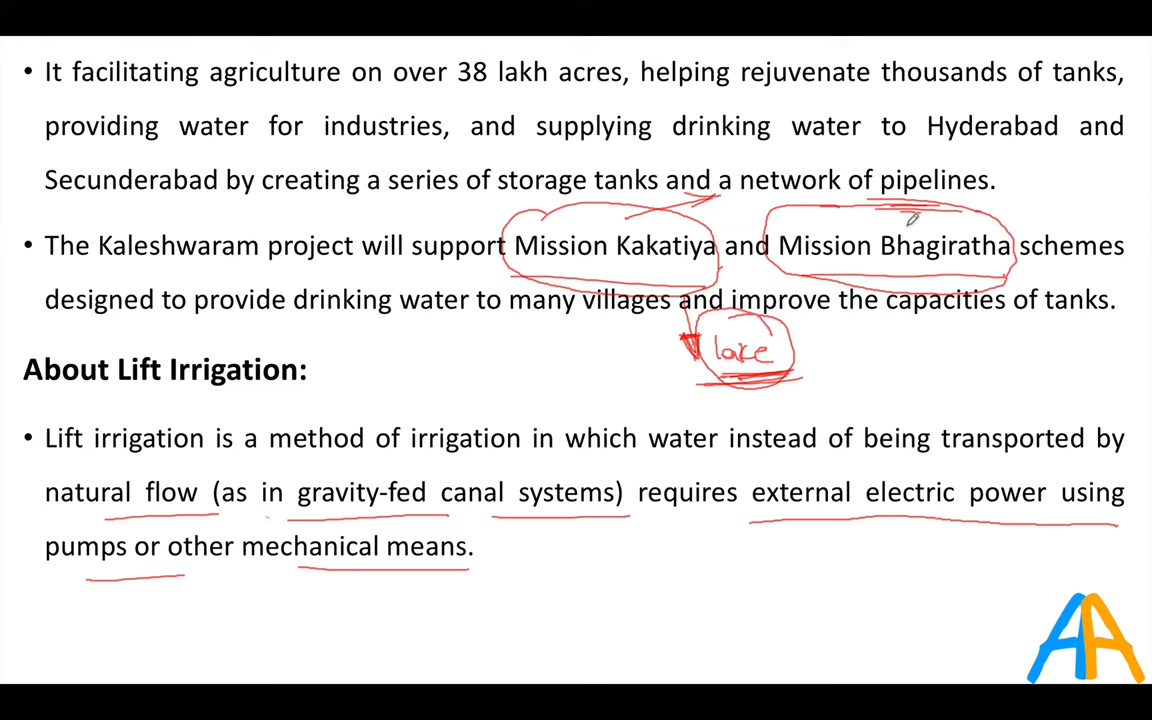 • It facilitating agriculture on over 38 lakh acres, helping rejuvenate thousands of tanks,
providing water for industries, and supplying drinking water to Hyderabad and
Secunderabad by creating a series of storage tanks and a network of pipelines.
• The Kaleshwaram project will support Mission Kakatiya and Mission Bhagiratha schemes
designed to provide drinking water to many villages and improve the capacities of tanks.
lake
About Lift Irrigation:
• Lift irrigation is a method of irrigation in which water instead of being transported by
natural flow (as in gravity-fed canal systems) requires external electric power using
pumps or other mechanical means.
AA